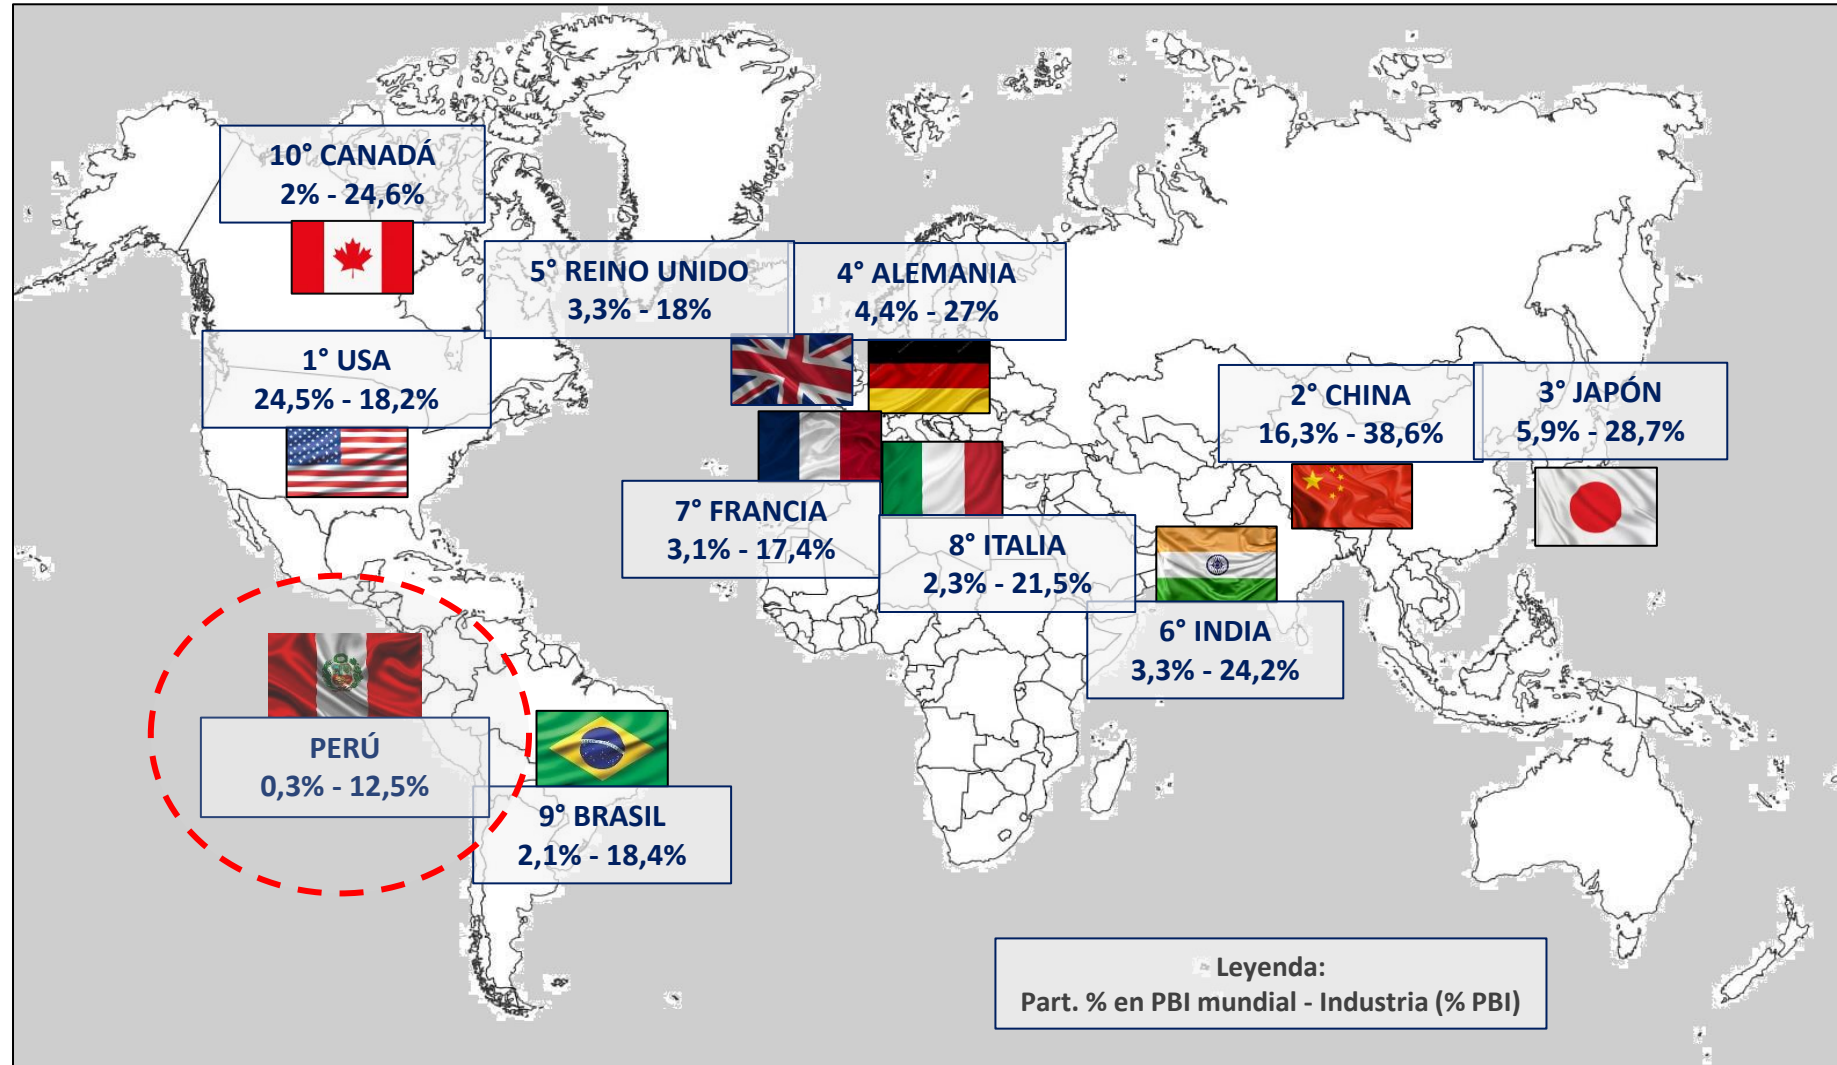 10° CANADÁ
2% - 24,6%
5° REINO UNIDO
3,3% - 18%
4° ALEMANIA
4,4% - 27%
1° USA
24,5% - 18,2%
2° CHINA
16,3% - 38,6%
3° JAPÓN
5,9% - 28,7%
7° FRANCIA
3,1% - 17,4%
8° ITALIA
2,3% - 21,5%
6° INDIA
3,3% - 24,2%
PERÚ
0,3% - 12,5%
9° BRASIL
2,1% - 18,4%
Leyenda:
Part. % en PBI mundial - Industria (% PBI)